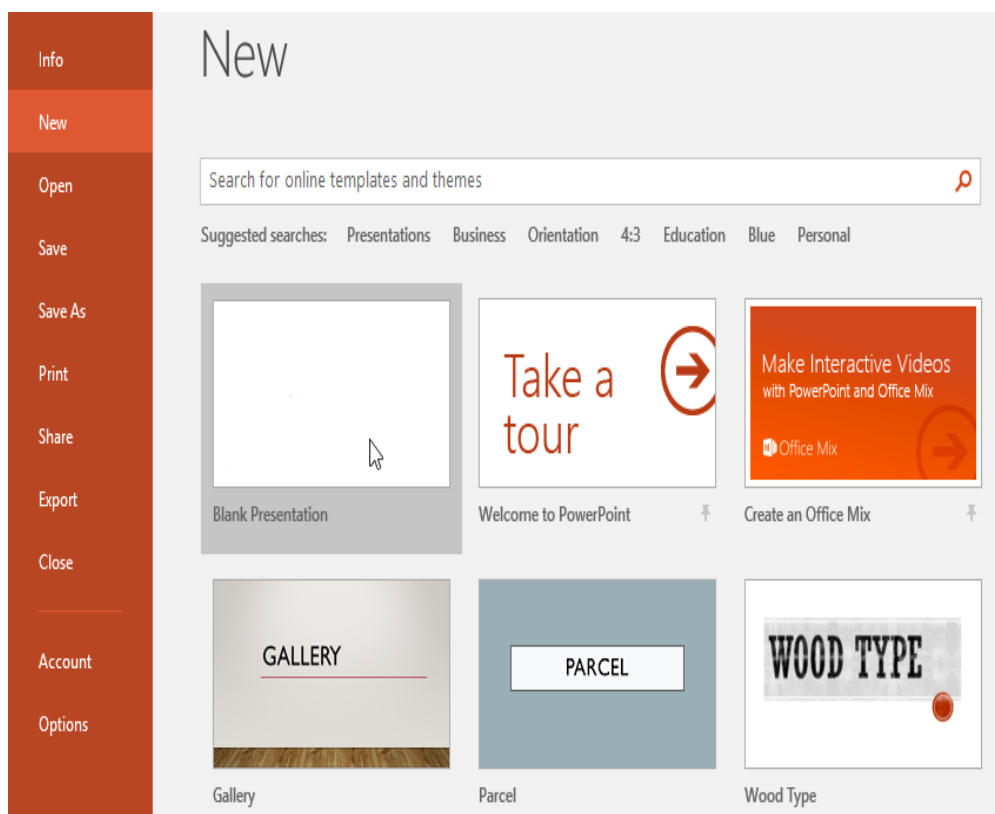 New
Info
New
Open
Save
Save As
Print
Share
Export
Close
Account
Options
Search for online templates and themes
Suggested searches: Presentations Business Orientation 4:3 Education Blue Personal
Blank Presentation
Take a
tour
Welcome to PowerPoint
Make Interactive Videos
with PowerPoint and Office Mix
Office Mix
Create an Office Mix
GALLERY
Gallery
PARCEL
Parcel
WOOD TYPE
Wood Type